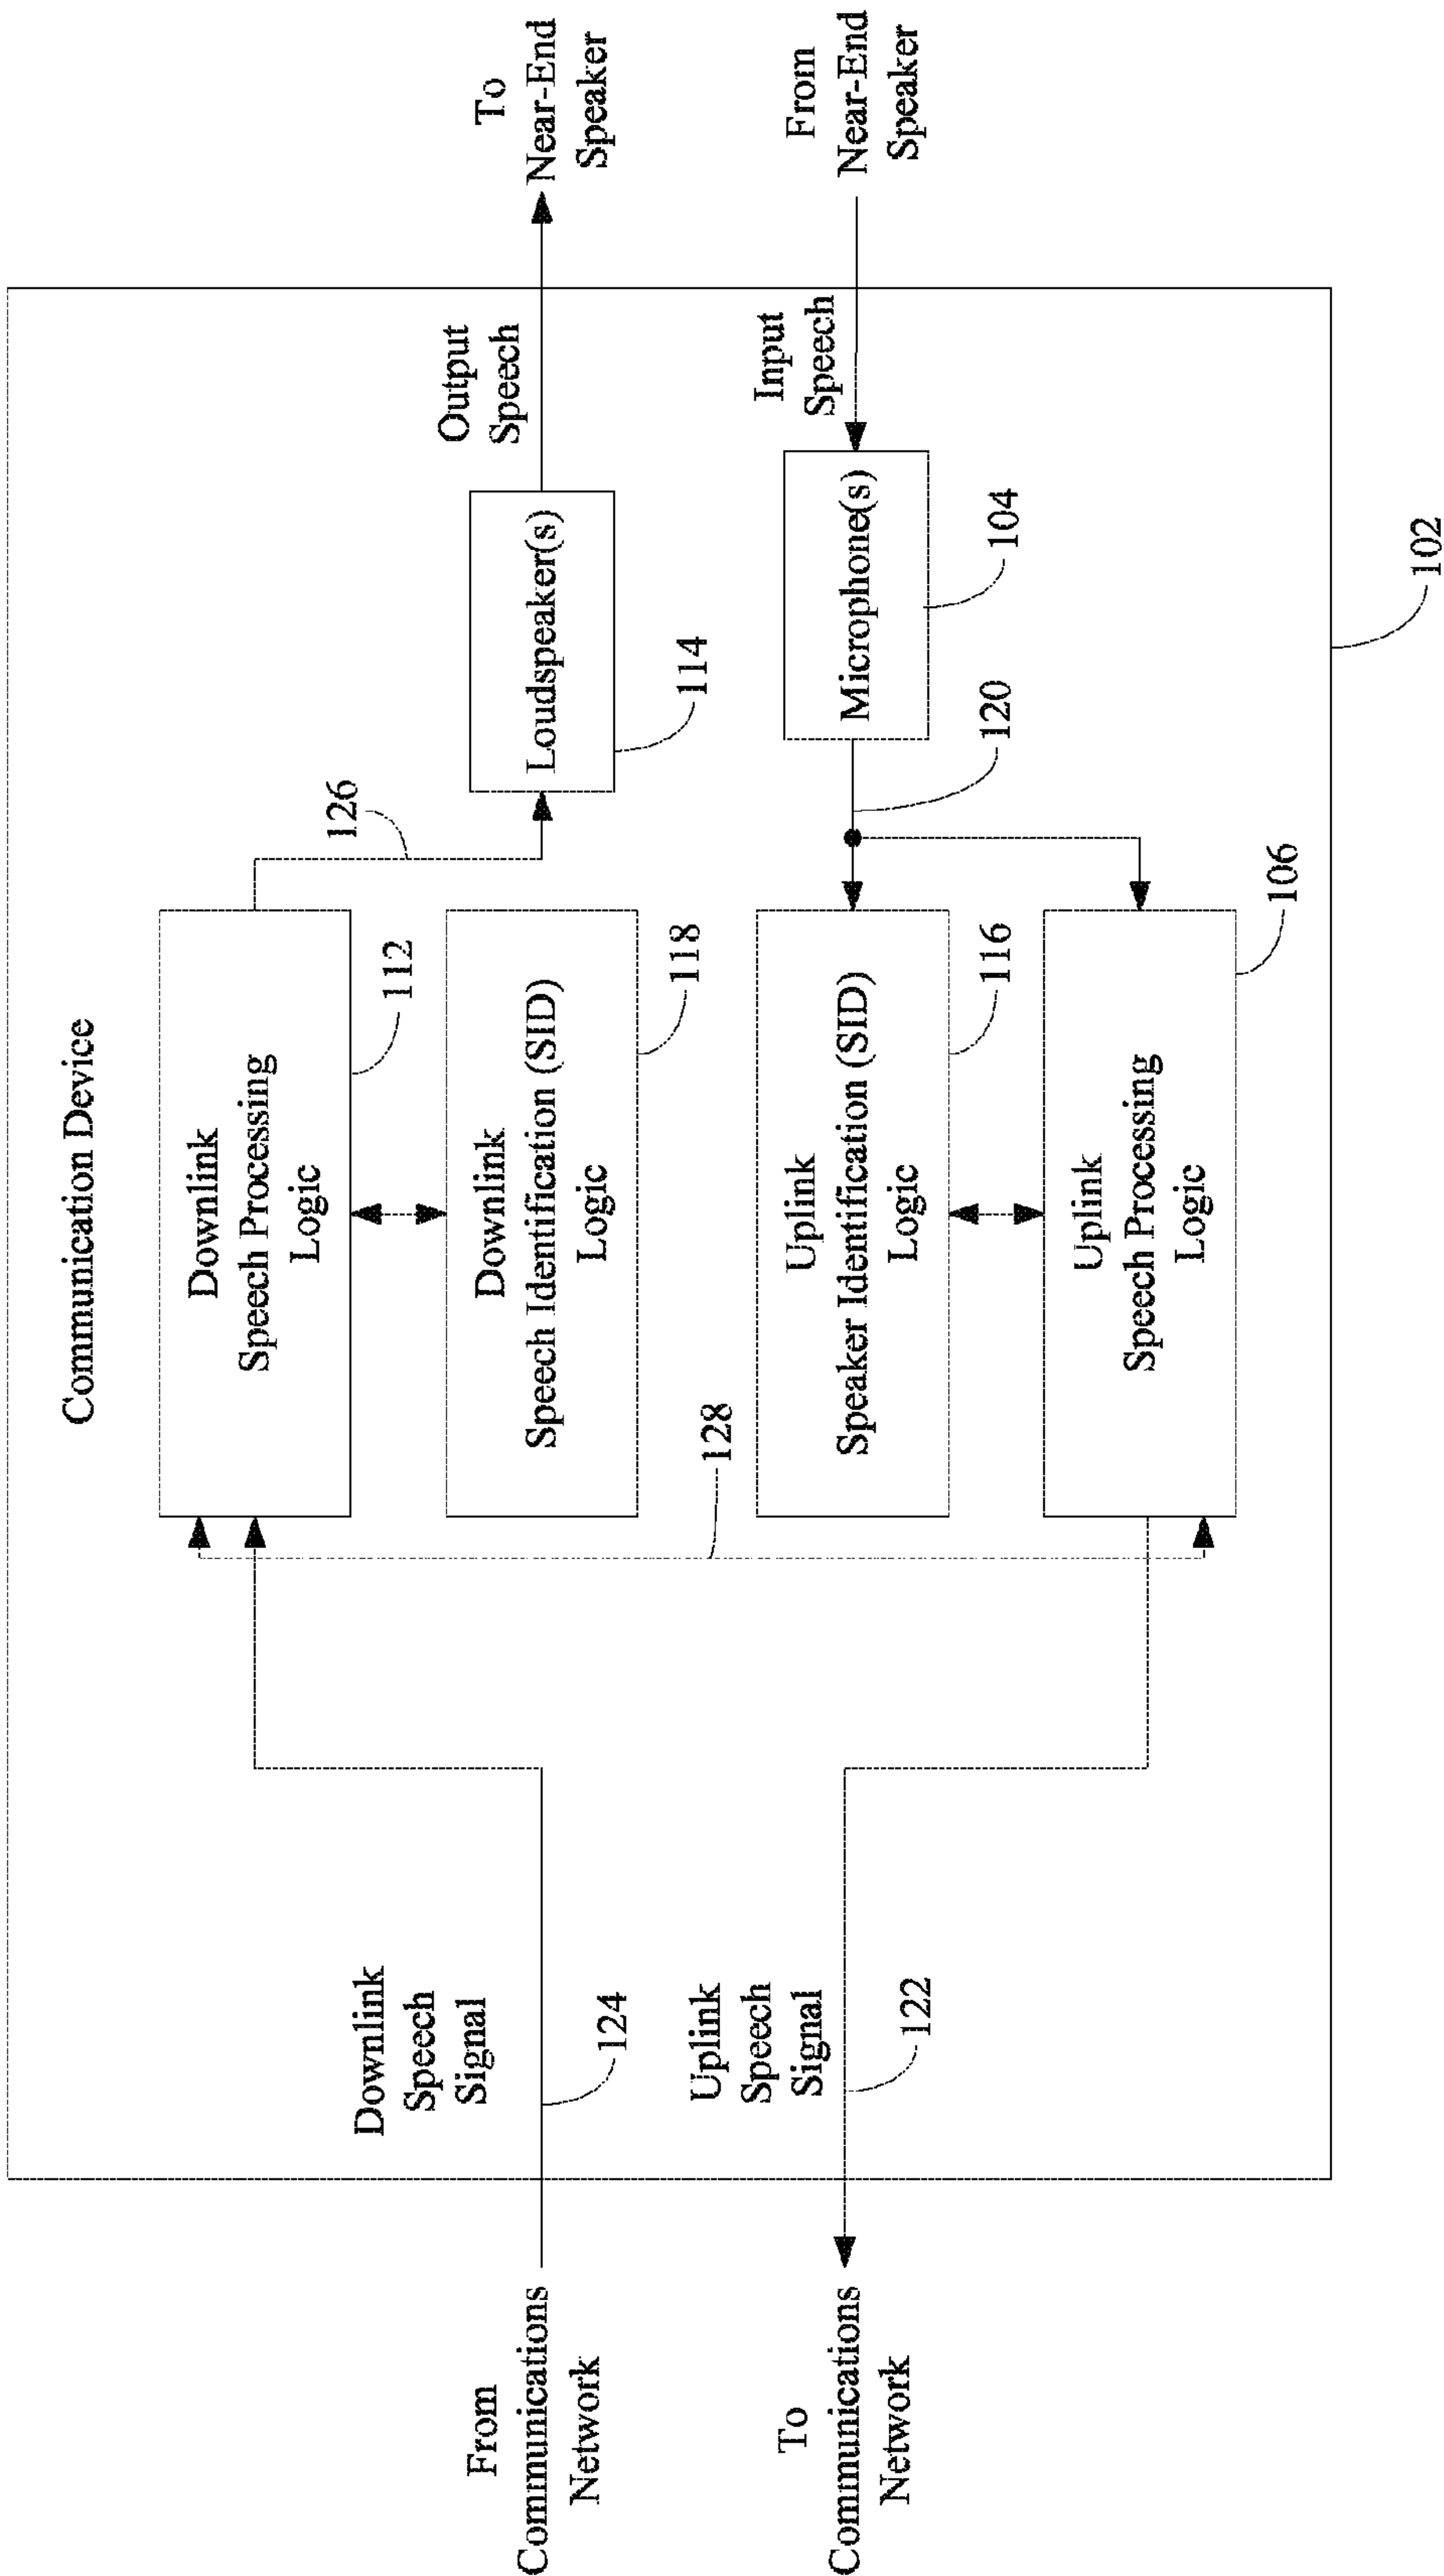 Communication Device
From
Communications
Network
Downlink
Speech
Signal
124
Downlink
Speech Processing
Logic
112
126
Downlink
Speech Identification (SID)
Logic
118
Loudspeaker(s)
114
Output
Speech
To
Near-End
Speaker
128
To
Communications
Network
Uplink
Speech
Signal
122
Uplink
Speaker Identification (SID)
Logic
116
Uplink
Speech Processing
Logic
106
120
Microphone(s)
104
Input
Speech
From
Near-End
Speaker
102